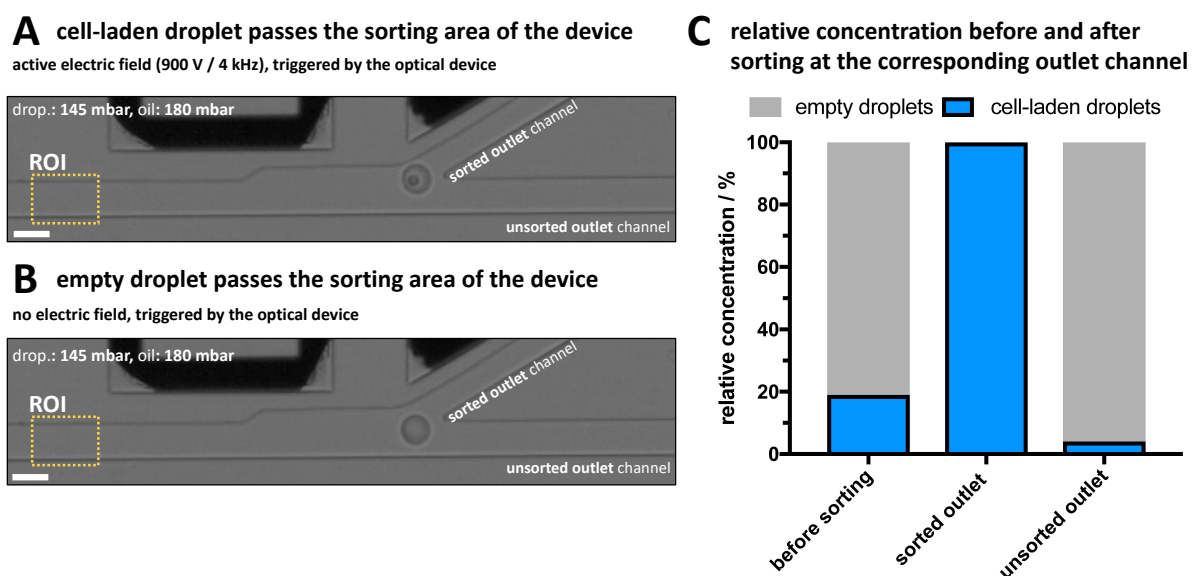 A cell-laden droplet passes the sorting area of the device
active electric field (900 V / 4 kHz), triggered by the optical device
drop.: 145 mbar, oil: 180 mbar
ROI
sorted outlet channel
unsorted outlet channel
B empty droplet passes the sorting area of the device
no electric field, triggered by the optical device
drop.: 145 mbar, oil: 180 mbar
ROI
sorted outlet channel
unsorted outlet channel
C relative concentration before and after
sorting at the corresponding outlet channel
empty droplets cell-laden droplets
relative concentration / %
100
80
60
40
20
0
before sorting
sorted outlet
unsorted outlet